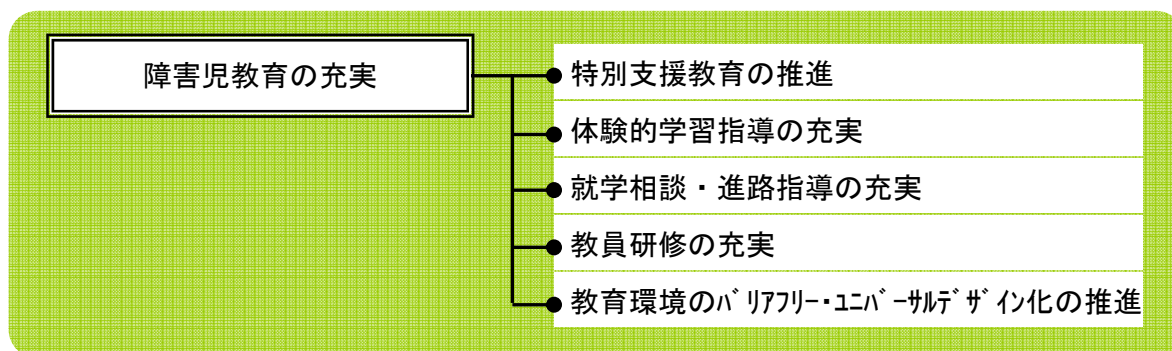 障害児教育の充実
特別支援教育の推進
体験的学習指導の充実
就学相談・進路指導の充実
教員研修の充実
教育環境のﾊﾞﾘｱﾌﾘｰ・ﾕﾆﾊﾞｰｻﾙﾃﾞｻﾞｲﾝ化の推進